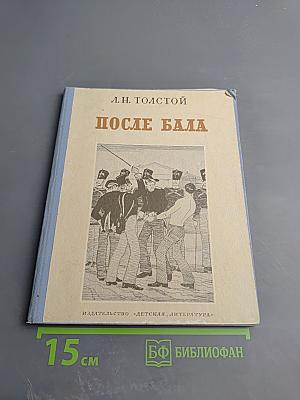 Л.Н. ТОЛСТОЙ
ПОСЛЕ БАЛА
ИЗДАТЕЛЬСТВО «ДЕТСКАЯ ЛИТЕРАТУРА»
15 см
БФ БИБЛИОФАН